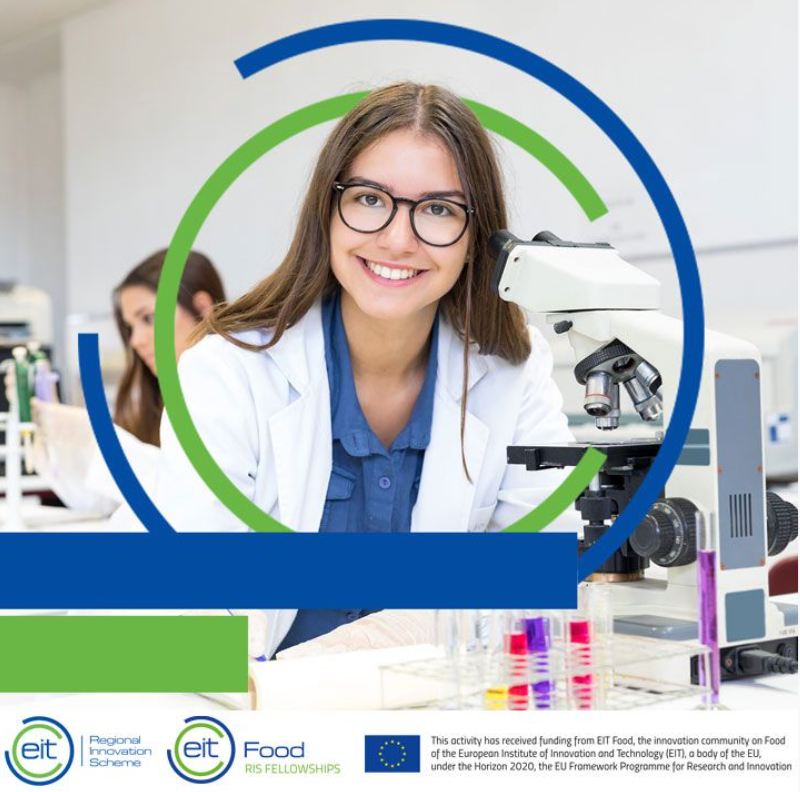 eit
Regional
Innovation
Scheme
eit
Food
RIS FELLOWSHIPS
This activity has received funding from EIT Food, the innovation community on Food
of the European Institute of Innovation and Technology (EIT), a body of the EU,
under the Horizon 2020, the EU Framework Programme for Research and Innovation